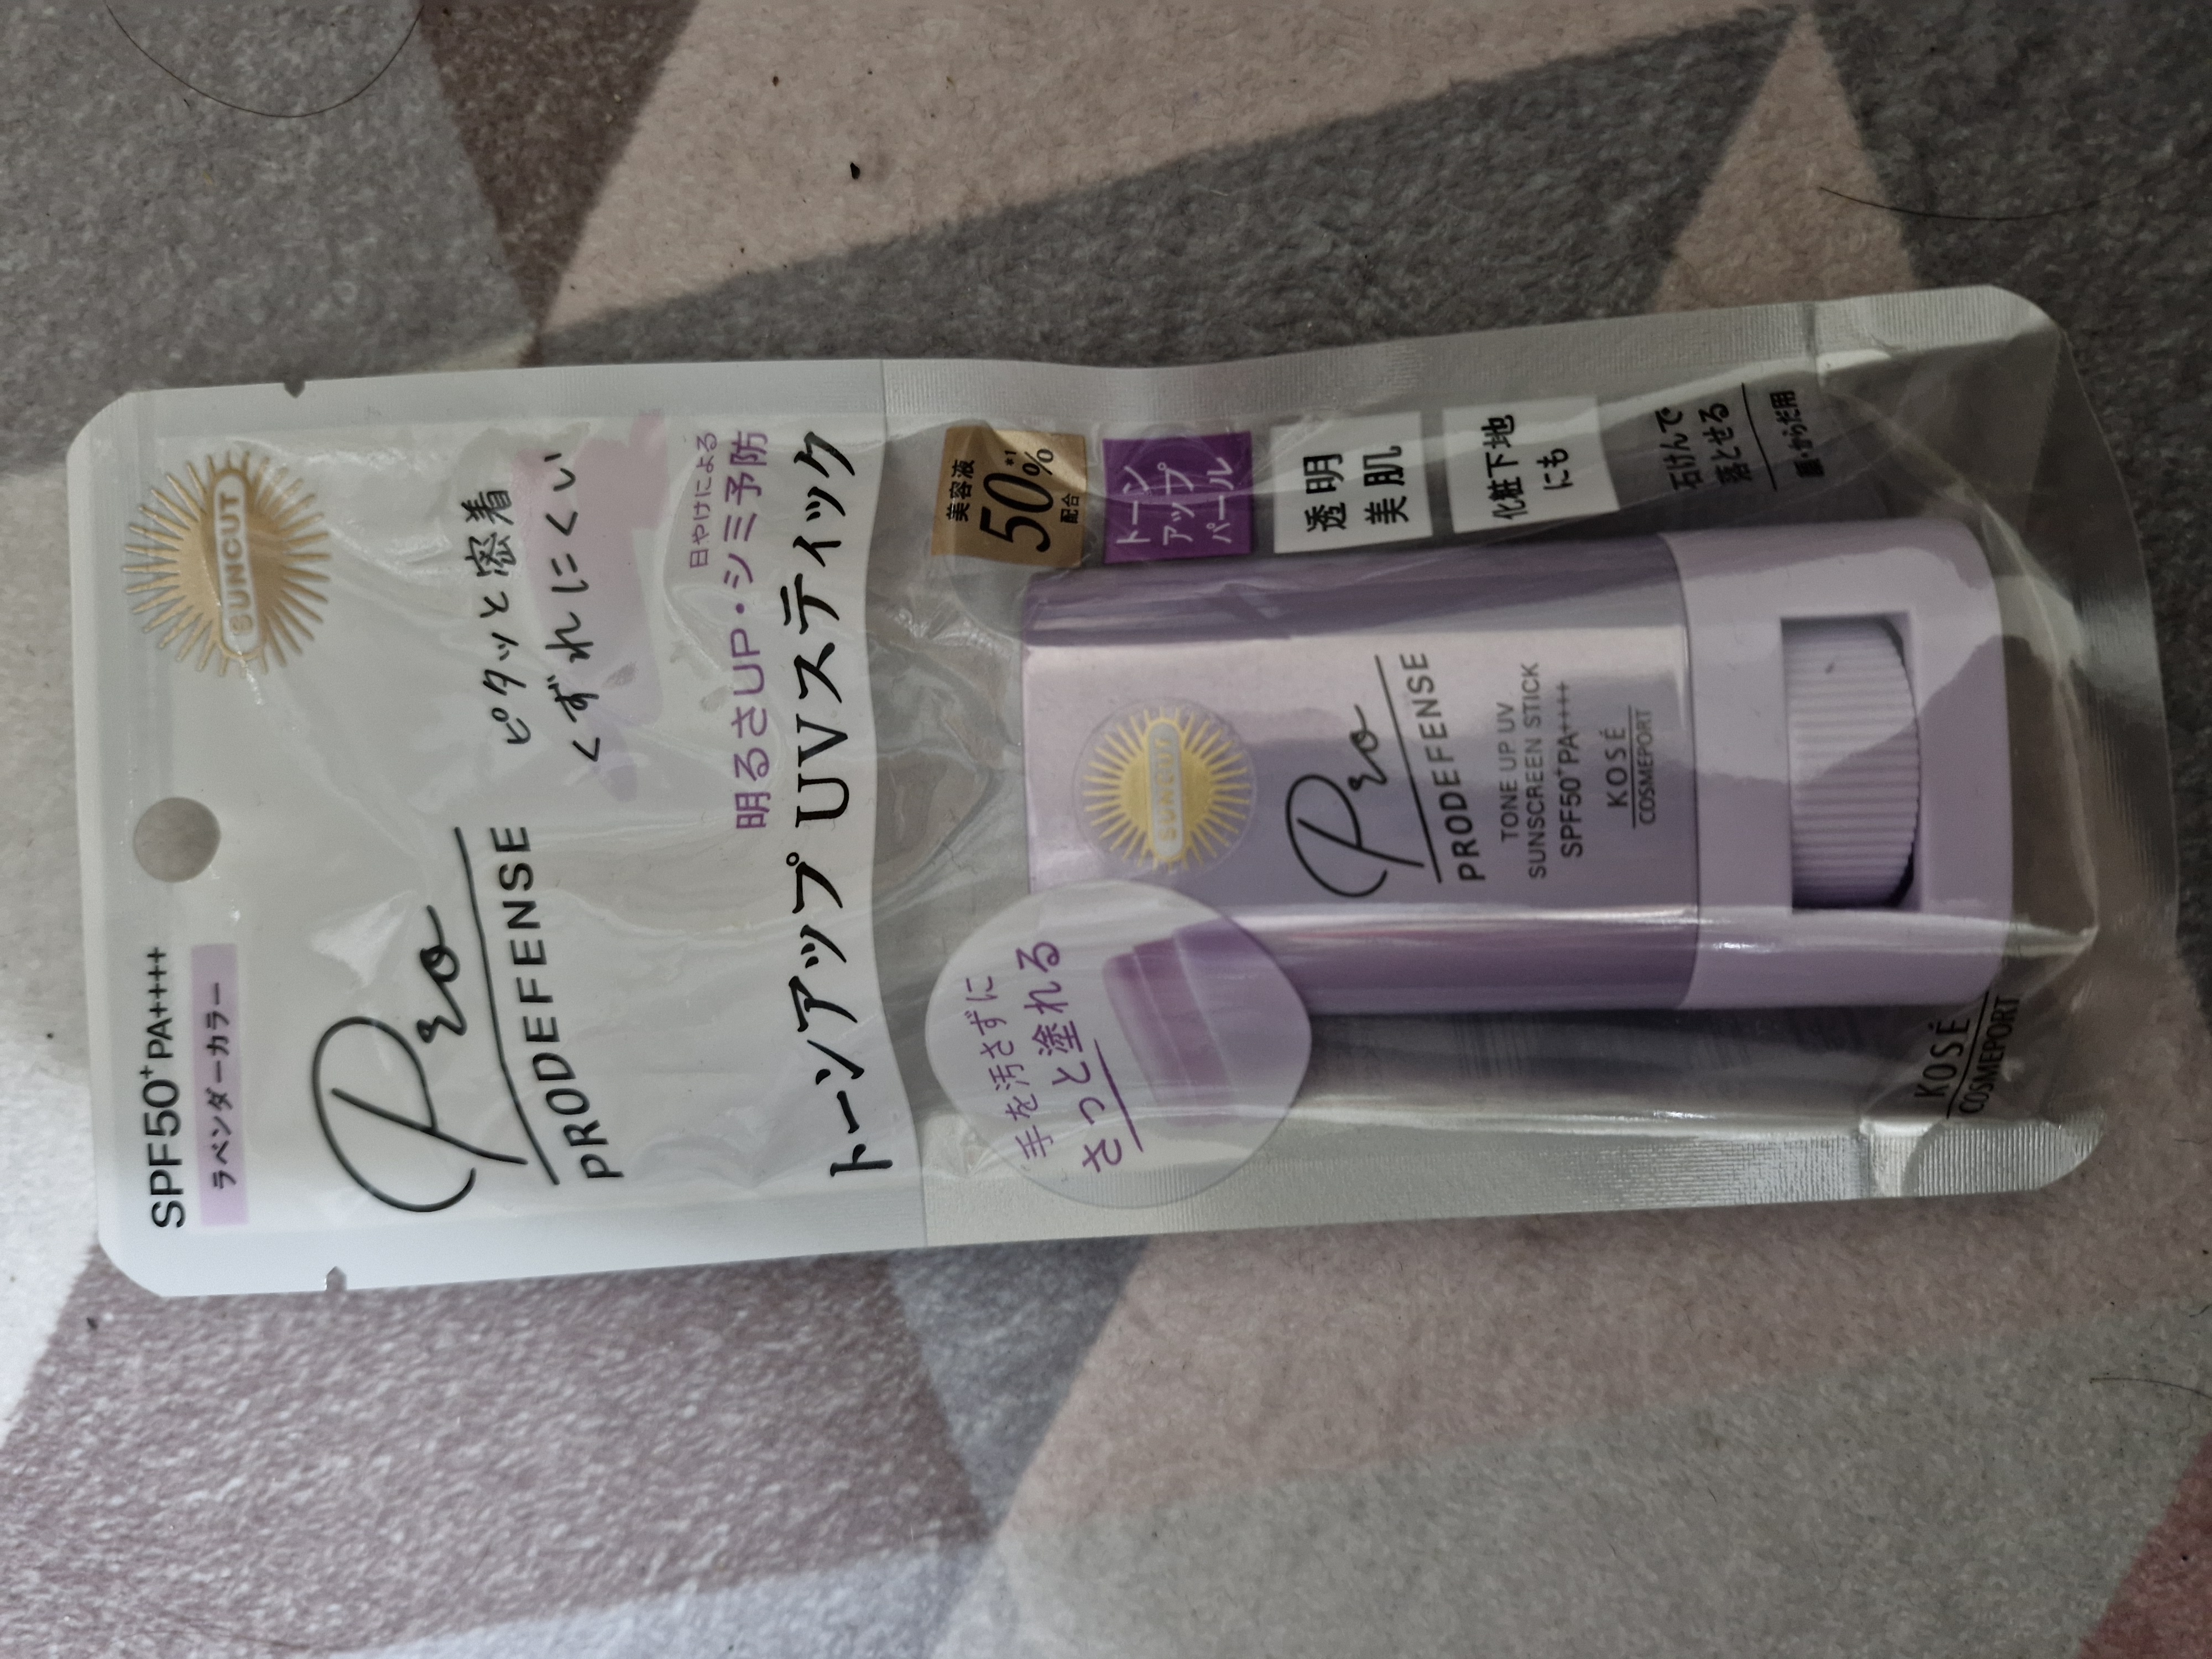 SPF50+ PA++++
ラベンダーカラー
SUNCUT
Pro
PRODEFENSE
ピタッと密着
くずれにくい
日やけによる
明るさUP・シミ予防
トーンアップ UVスティック
手を汚さずに
さっと塗れる
美容液
50%*1
配合
トーン
アップ
パール
透明
美肌
化粧下地
にも
石けんで
落とせる
顔・からだ用
SUNCUT
Pro
PRODEFENSE
TONE UP UV
SUNSCREEN STICK
SPF50+PA++++
KOSÉ
COSMEPORT
KOSÉ
COSMEPORT